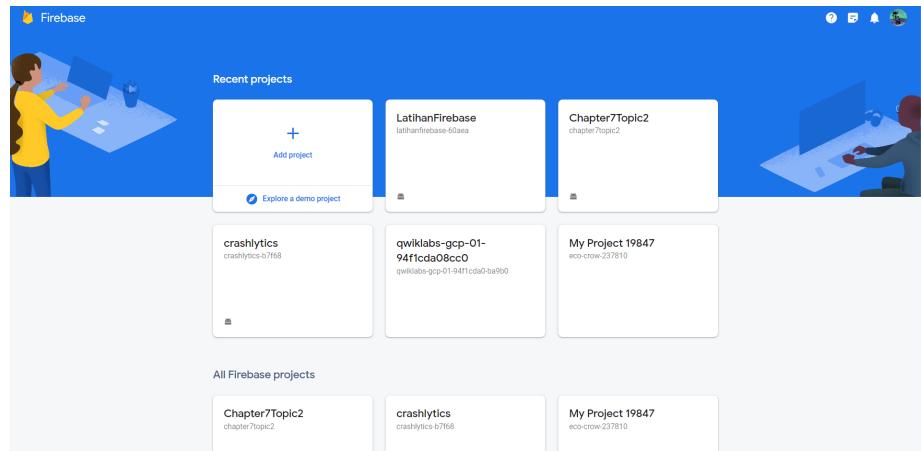 Firebase
Recent projects
Add project
Explore a demo project
LatihanFirebase
latihanfirebase-60aea
Chapter7Topic2
chapter7topic2
crashlytics
crashlytics-b7f68
qwiklabs-gcp-01-
94f1cda08cc0
qwiklabs-gcp-01-94f1cda0-ba9b0
My Project 19847
eco-crow-237810
All Firebase projects
Chapter7Topic2
chapter7topic2
crashlytics
crashlytics-b7f68
My Project 19847
eco-crow-237810